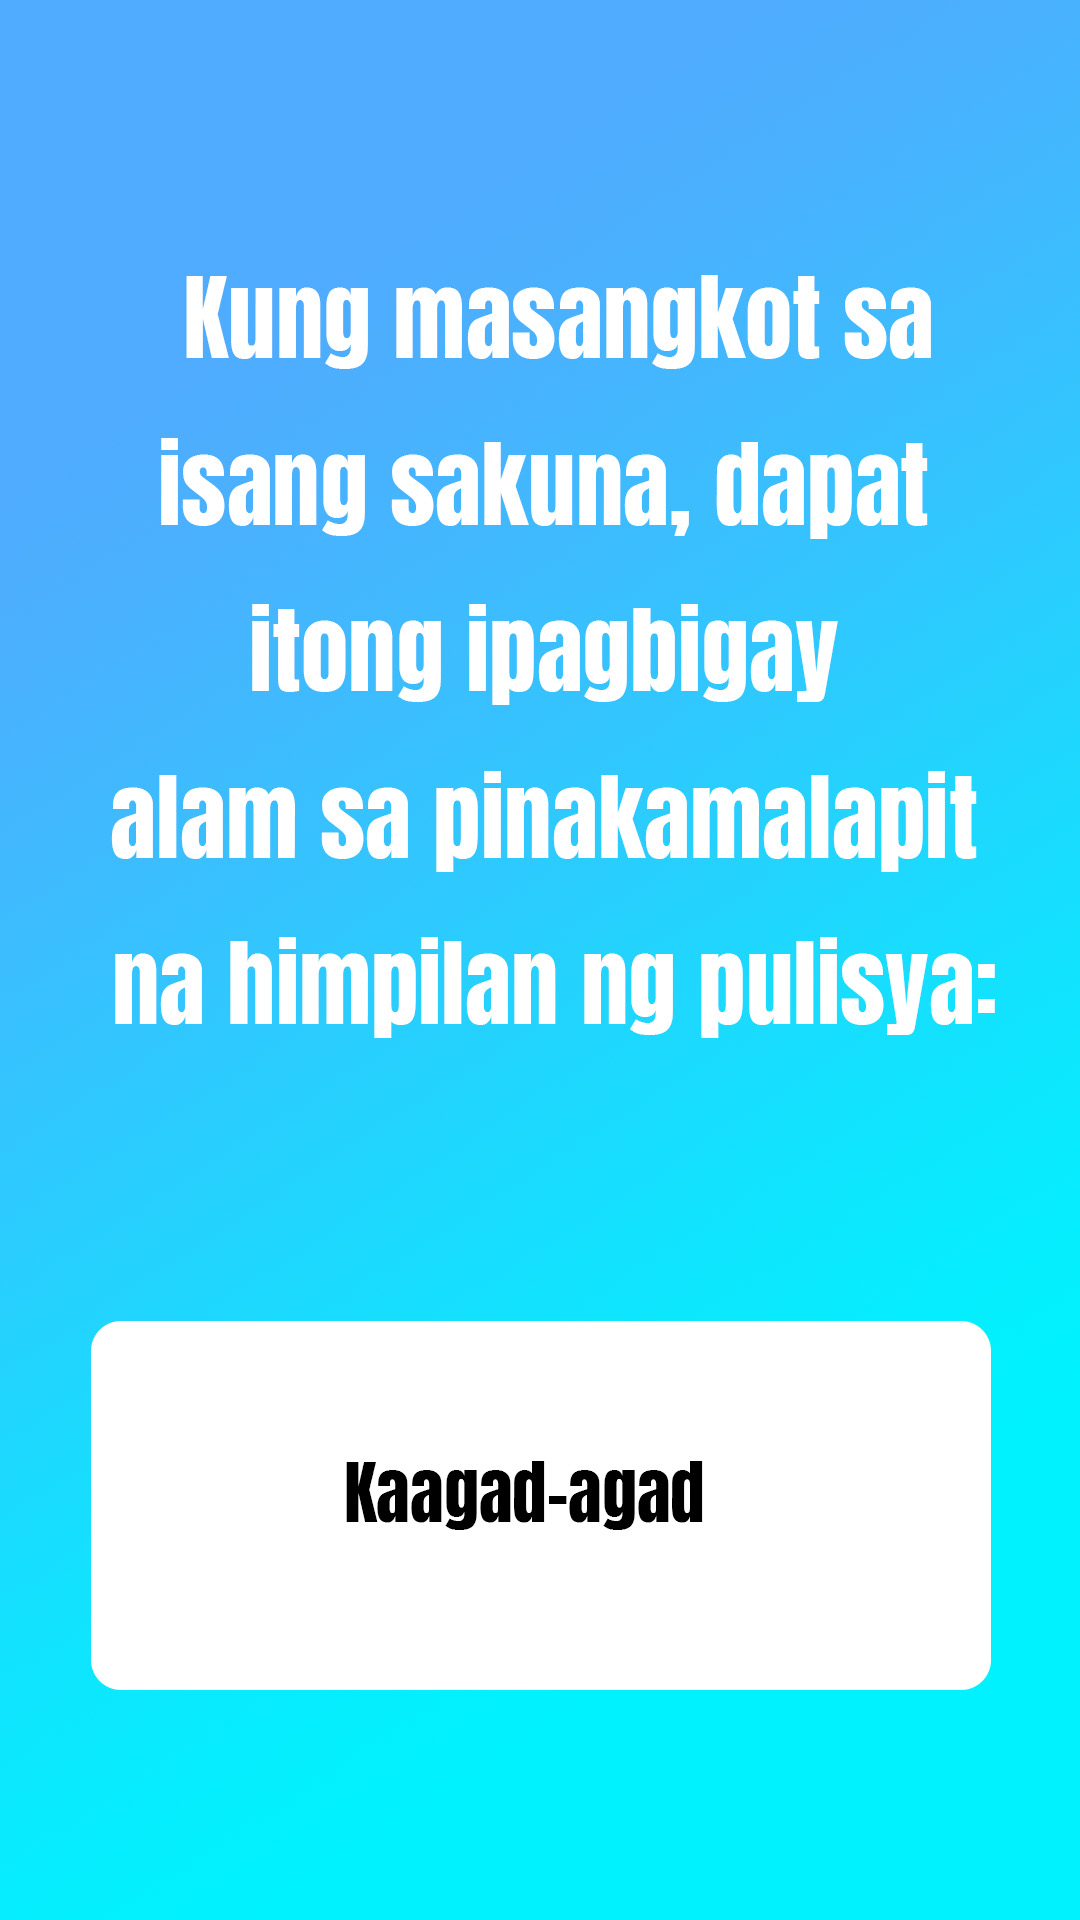 Kung masangkot sa
isang sakuna, dapat
itong ipagbigay
alam sa pinakamalapit
na himpilan ng pulisya:
Kaagad-agad